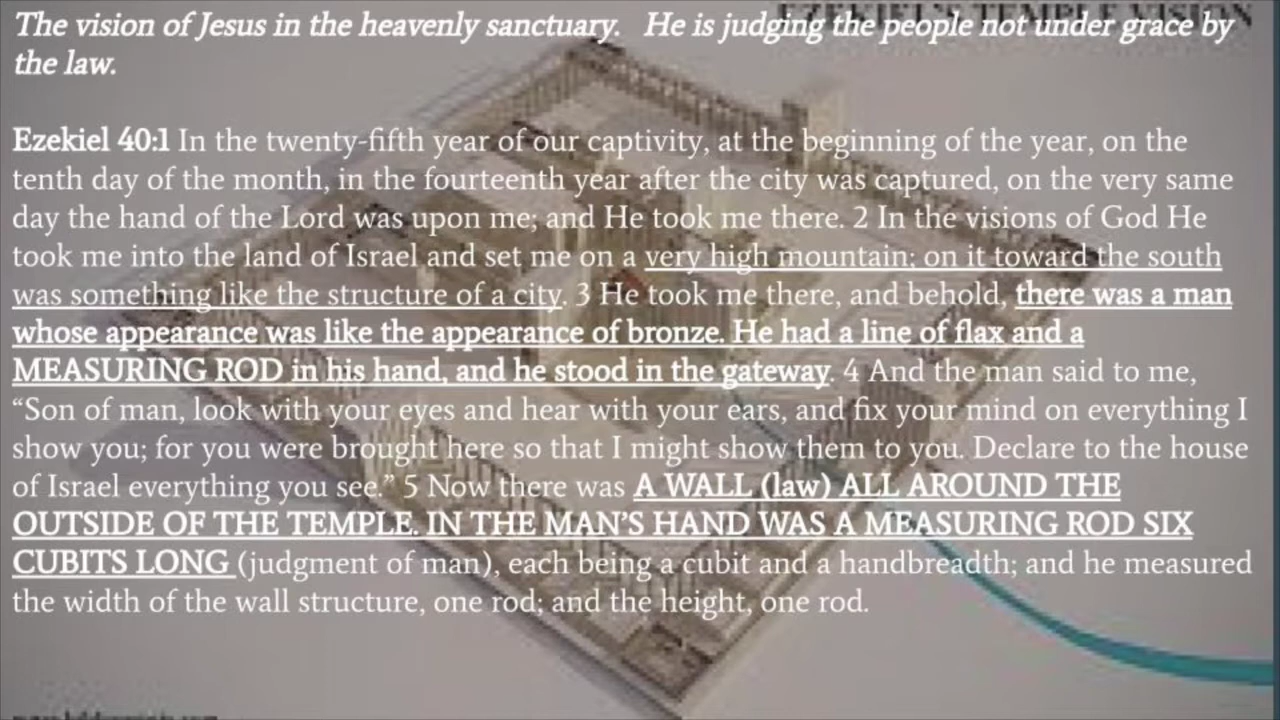 EZEKIEL'S TEMPLE VISION
The vision of Jesus in the heavenly sanctuary. He is judging the people not under grace by
the law.
Ezekiel 40:1 In the twenty-fifth year of our captivity, at the beginning of the year, on the
tenth day of the month, in the fourteenth year after the city was captured, on the very same
day the hand of the Lord was upon me; and He took me there. 2 In the visions of God He
took me into the land of Israel and set me on a very high mountain; on it toward the south
was something like the structure of a city. 3 He took me there, and behold, there was a man
whose appearance was like the appearance of bronze. He had a line of flax and a
MEASURING ROD in his hand, and he stood in the gateway. 4 And the man said to me,
“Son of man, look with your eyes and hear with your ears, and fix your mind on everything I
show you; for you were brought here so that I might show them to you. Declare to the house
of Israel everything you see.” 5 Now there was A WALL (law) ALL AROUND THE
OUTSIDE OF THE TEMPLE. IN THE MAN’S HAND WAS A MEASURING ROD SIX
CUBITS LONG (judgment of man), each being a cubit and a handbreadth; and he measured
the width of the wall structure, one rod; and the height, one rod.